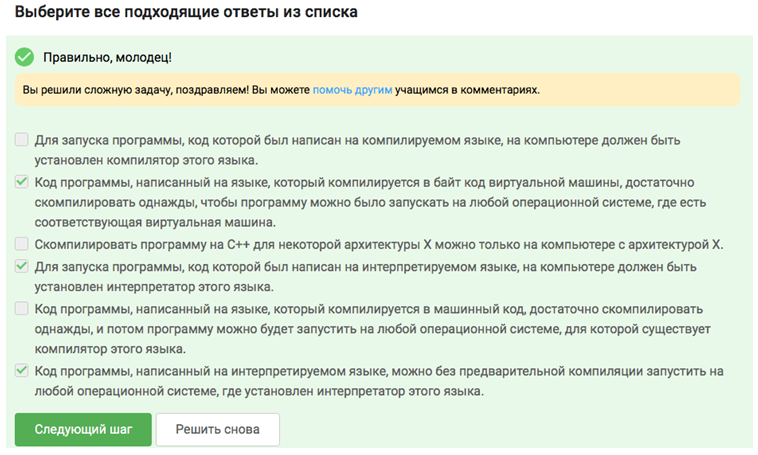 Выберите все подходящие ответы из списка
Правильно, молодец!
Вы решили сложную задачу, поздравляем! Вы можете помочь другим учащимся в комментариях.
Для запуска программы, код которой был написан на компилируемом языке, на компьютере должен быть
установлен компилятор этого языка.
Код программы, написанный на языке, который компилируется в байт код виртуальной машины, достаточно
скомпилировать однажды, чтобы программу можно было запускать на любой операционной системе, где есть
соответствующая виртуальная машина.
Скомпилировать программу на C++ для некоторой архитектуры X можно только на компьютере с архитектурой X.
Для запуска программы, код которой был написан на интерпретируемом языке, на компьютере должен быть
установлен интерпретатор этого языка.
Код программы, написанный на языке, который компилируется в машинный код, достаточно скомпилировать
однажды, и потом программу можно будет запустить на любой операционной системе, для которой существует
компилятор этого языка.
Код программы, написанный на интерпретируемом языке, можно без предварительной компиляции запустить на
любой операционной системе, где установлен интерпретатор этого языка.
Следующий шаг
Решить снова